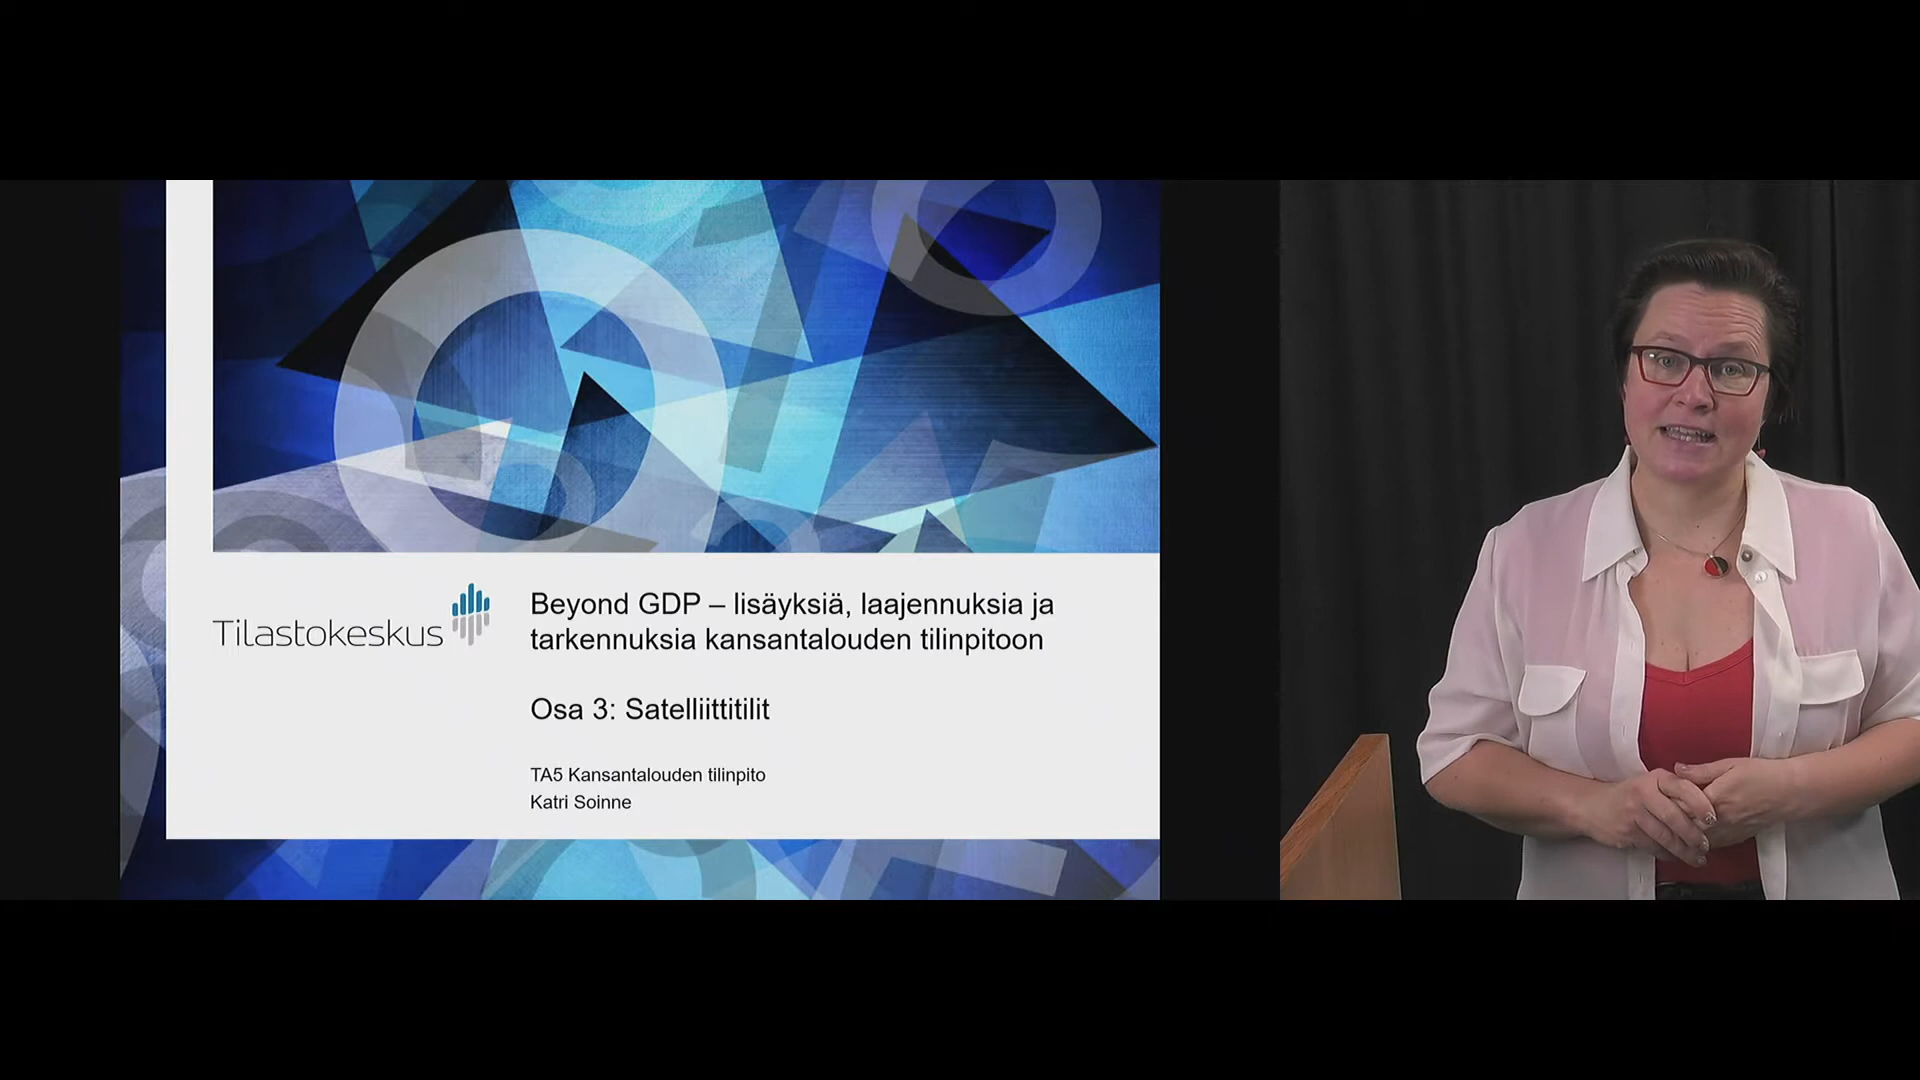 Tilastokeskus
Beyond GDP – lisäyksiä, laajennuksia ja
tarkennuksia kansantalouden tilinpitoon
Osa 3: Satelliittitilit
TA5 Kansantalouden tilinpito
Katri Soinne